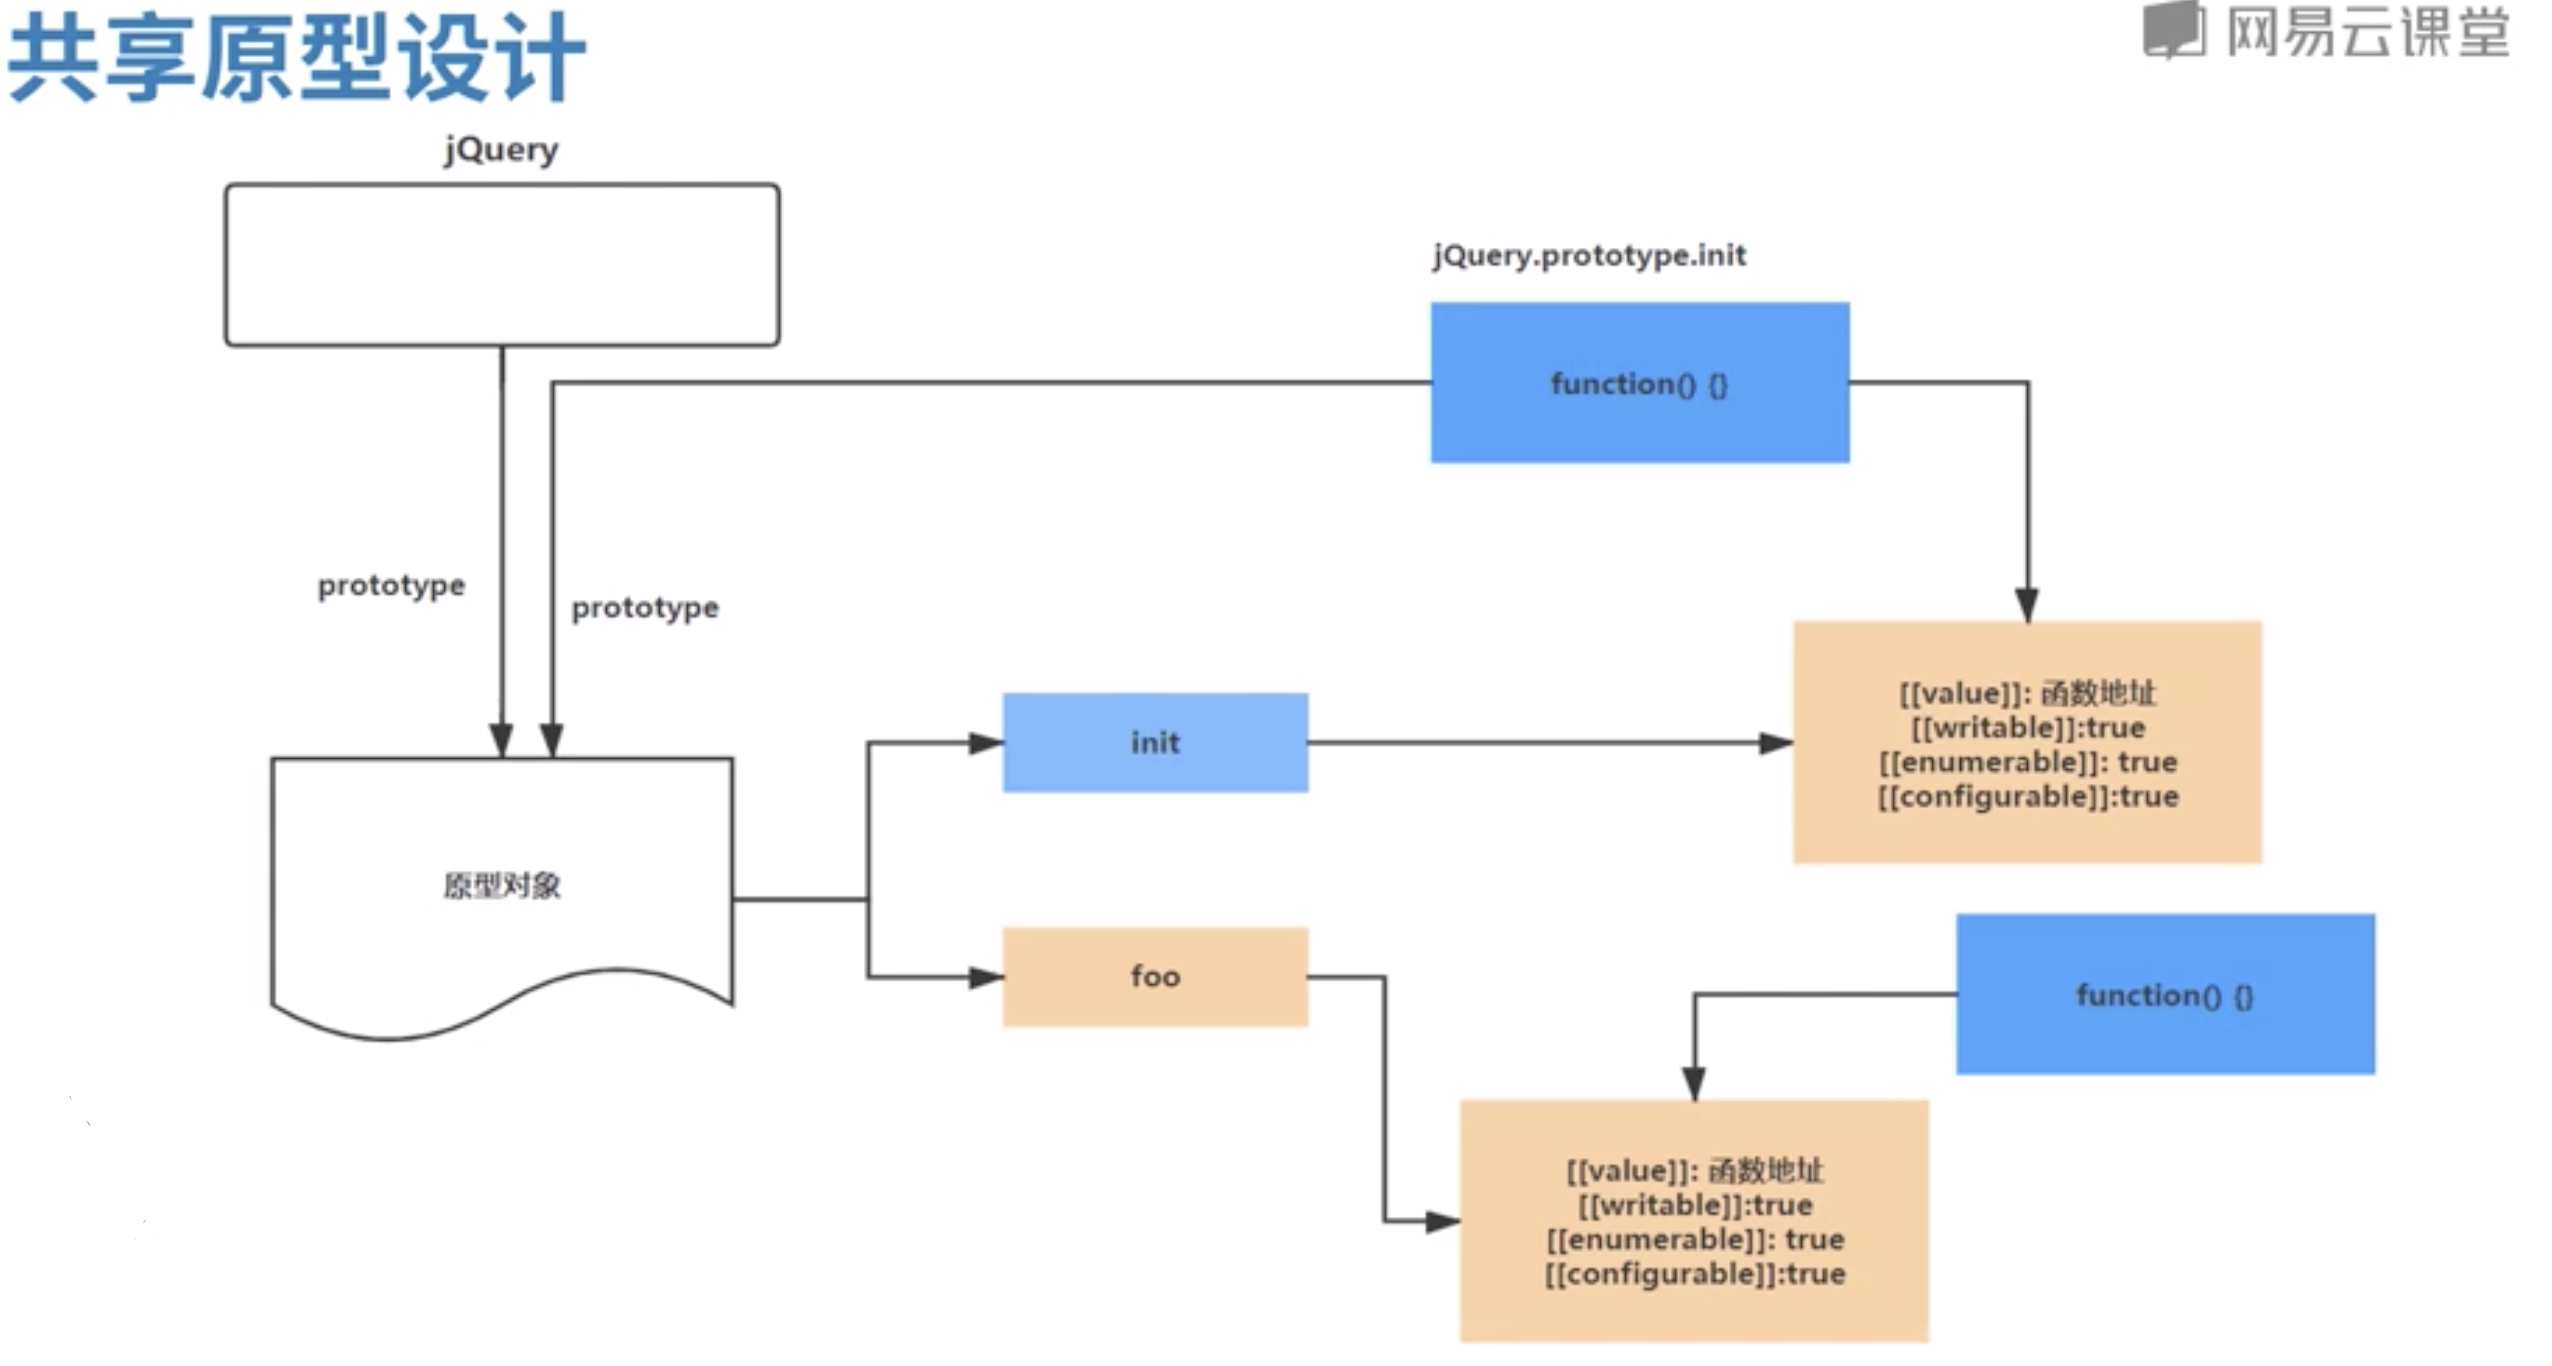 共享原型设计
网易云课堂
jQuery
jQuery.prototype.init
function() {}
prototype
prototype
[[value]]: 函数地址
[[writable]]:true
[[enumerable]]: true
[[configurable]]:true
init
原型对象
foo
function() {}
[[value]]: 函数地址
[[writable]]:true
[[enumerable]]: true
[[configurable]]:true